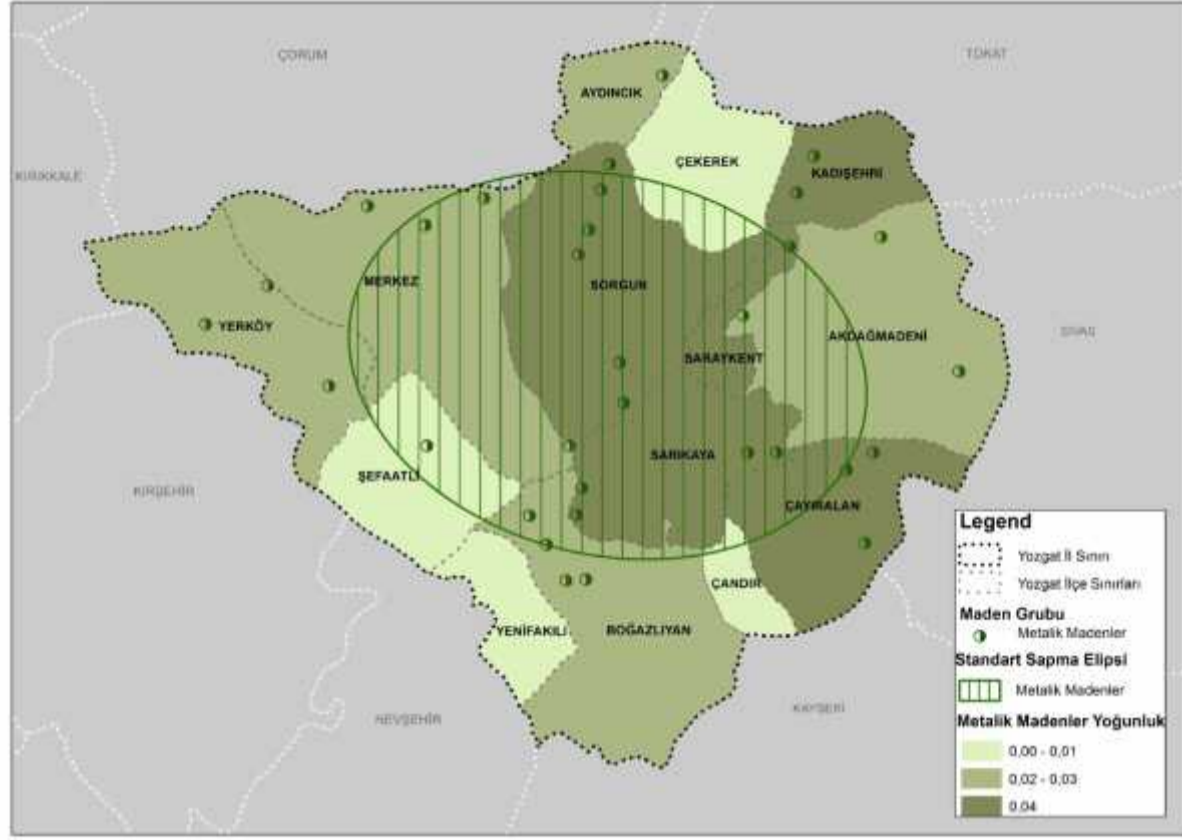 ÇORUM
TOKAT
AYDINCIK
ÇEKEREK
KADIŞEHRİ
KIRIKKALE
MERKEZ
SORGUN
YERKÖY
SARAYKENT
AKDAĞMADENİ
SİVAS
SARIKAYA
ŞEFAATLİ
KIRŞEHİR
ÇAYIRALAN
ÇANDIR
YENİFAKILI
BOĞAZLIYAN
NEVŞEHİR
KAYSERİ
Legend
Yozgat İl Sınırı
Yozgat İlçe Sınırları
Maden Grubu
Metalik Madenler
Standart Sapma Elipsi
Metalik Madenler
Metalik Madenler Yoğunluk
0,00 - 0,01
0,02 - 0,03
0,04